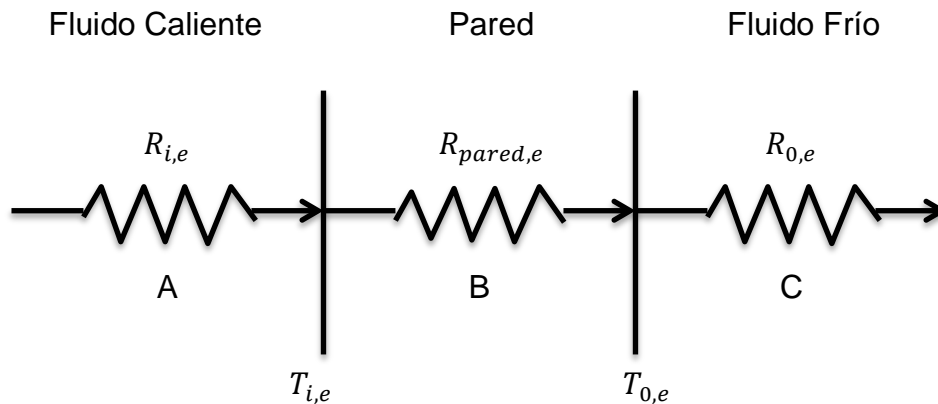 Fluido Caliente Pared Fluido Frío
R_{i,e} R_{pared,e} R_{0,e}
A B C
T_{i,e} T_{0,e}